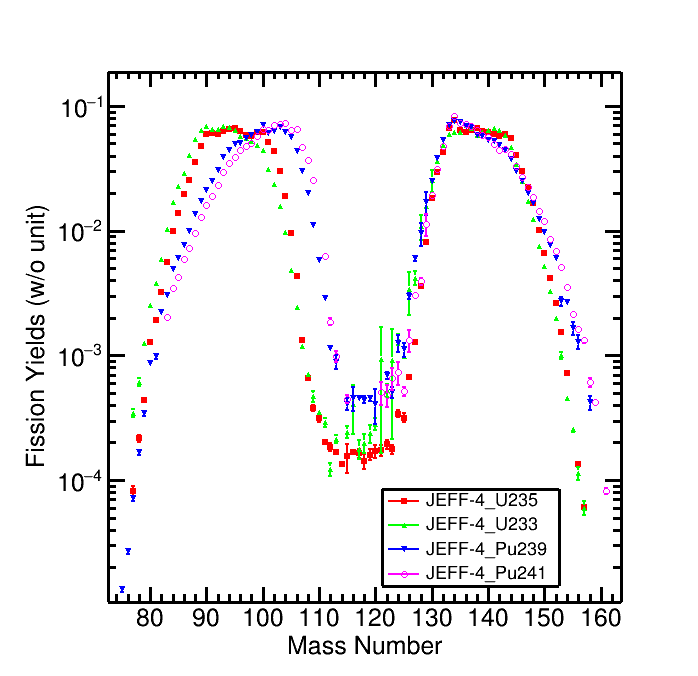 Fission Yields (w/o unit)
10⁻¹
10⁻²
10⁻³
10⁻⁴
JEFF-4_U235
JEFF-4_U233
JEFF-4_Pu239
JEFF-4_Pu241
80 90 100 110 120 130 140 150 160
Mass Number